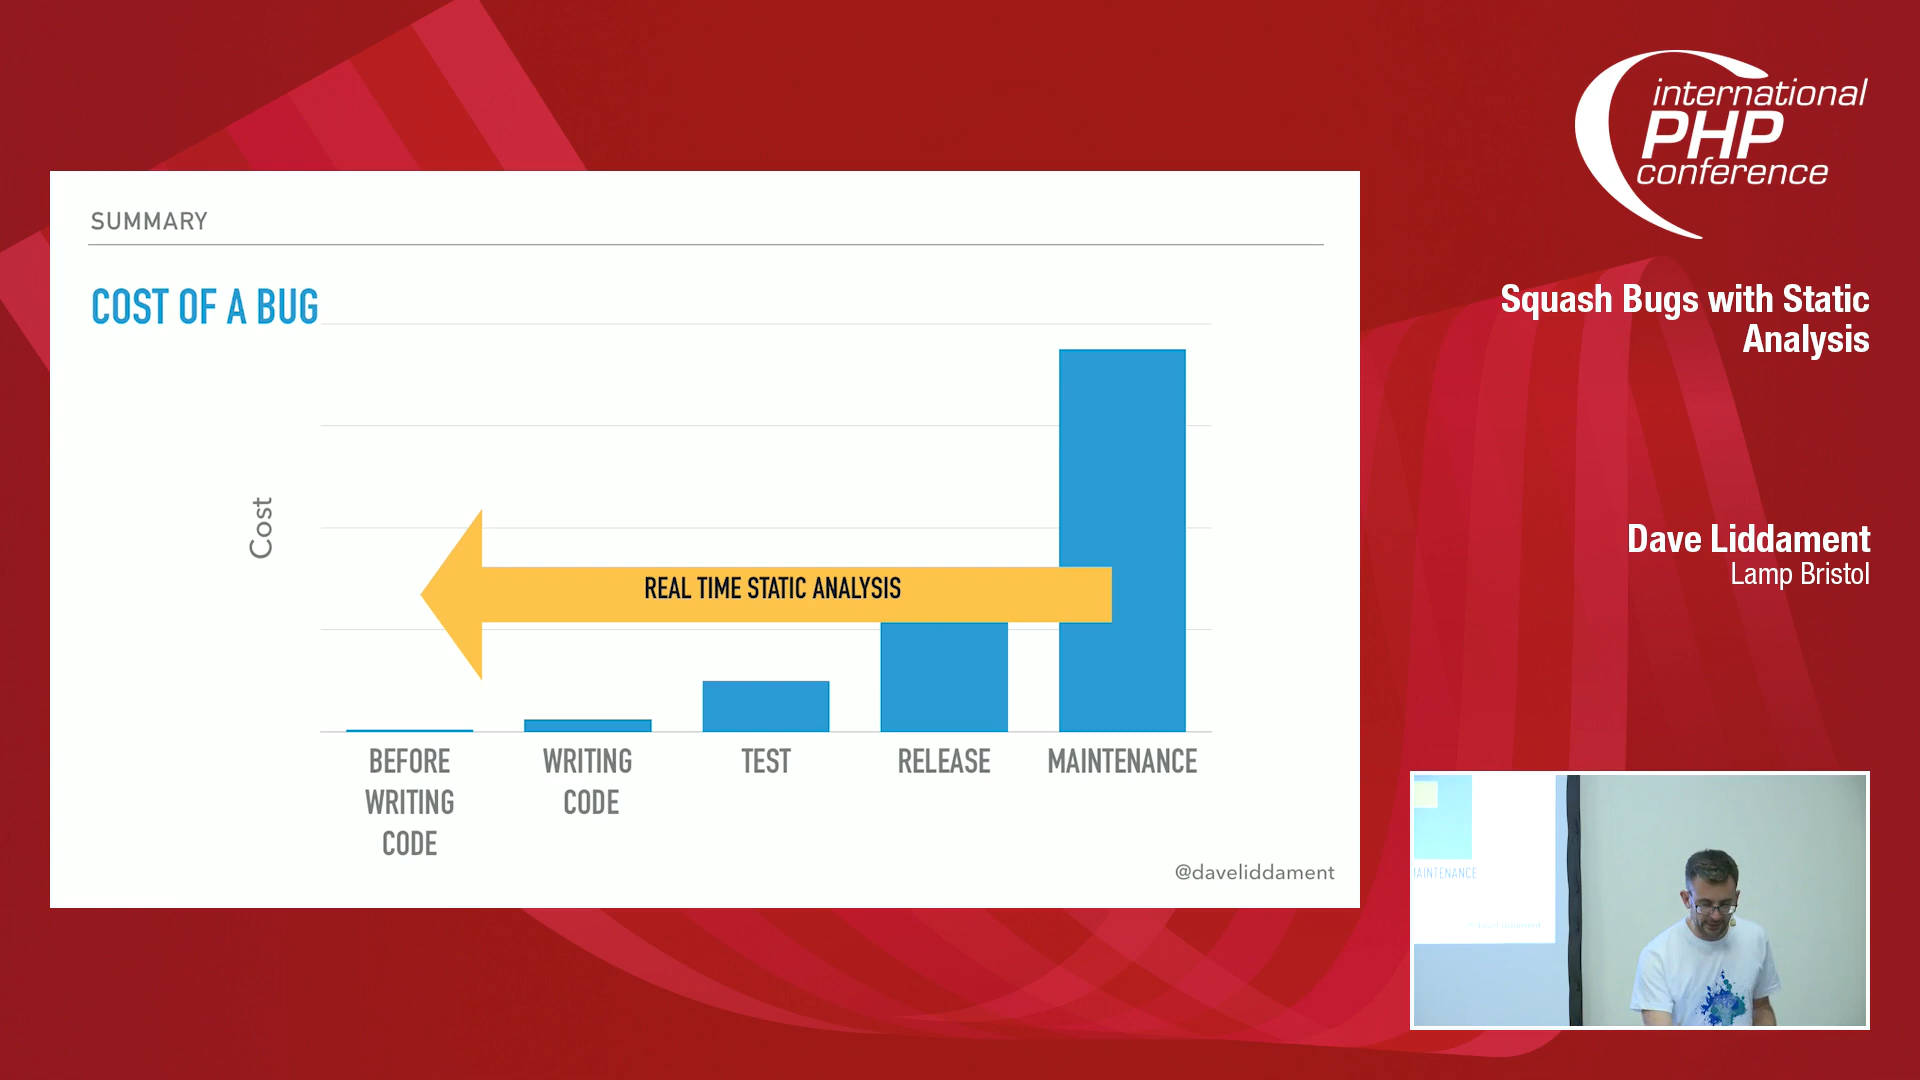 SUMMARY
COST OF A BUG
Cost
REAL TIME STATIC ANALYSIS
BEFORE
WRITING
CODE
WRITING
CODE
TEST
RELEASE
MAINTENANCE
@daveliddament
international
PHP
conference
Squash Bugs with Static
Analysis
Dave Liddament
Lamp Bristol
MAINTENANCE